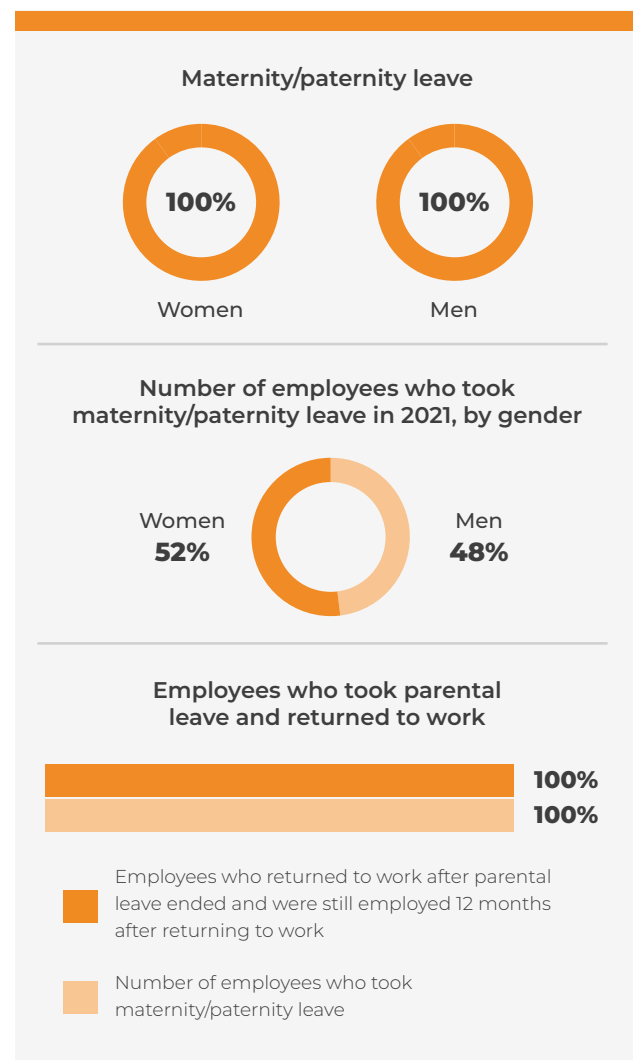 Maternity/paternity leave
100%
100%
Women
Men
Number of employees who took
maternity/paternity leave in 2021, by gender
Women
52%
Men
48%
Employees who took parental
leave and returned to work
100%
100%
Employees who returned to work after parental
leave ended and were still employed 12 months
after returning to work
Number of employees who took
maternity/paternity leave